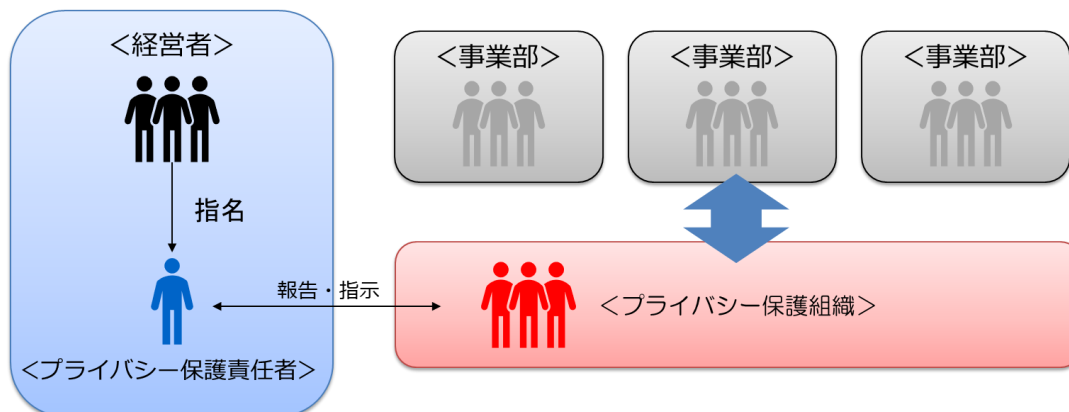 ＜経営者＞
指名
＜プライバシー保護責任者＞
報告・指示
＜事業部＞
＜事業部＞
＜事業部＞
＜プライバシー保護組織＞